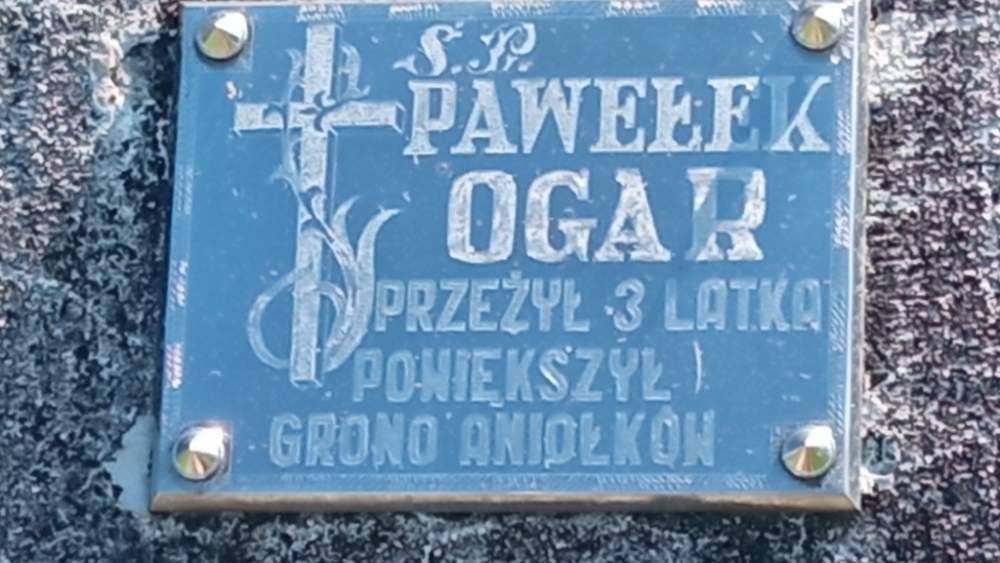 Ś.P.
PAWEŁEK
OGAR
PRZEŻYŁ 3 LATKA
POWIĘKSZYŁ
GRONO ANIOŁKÓW